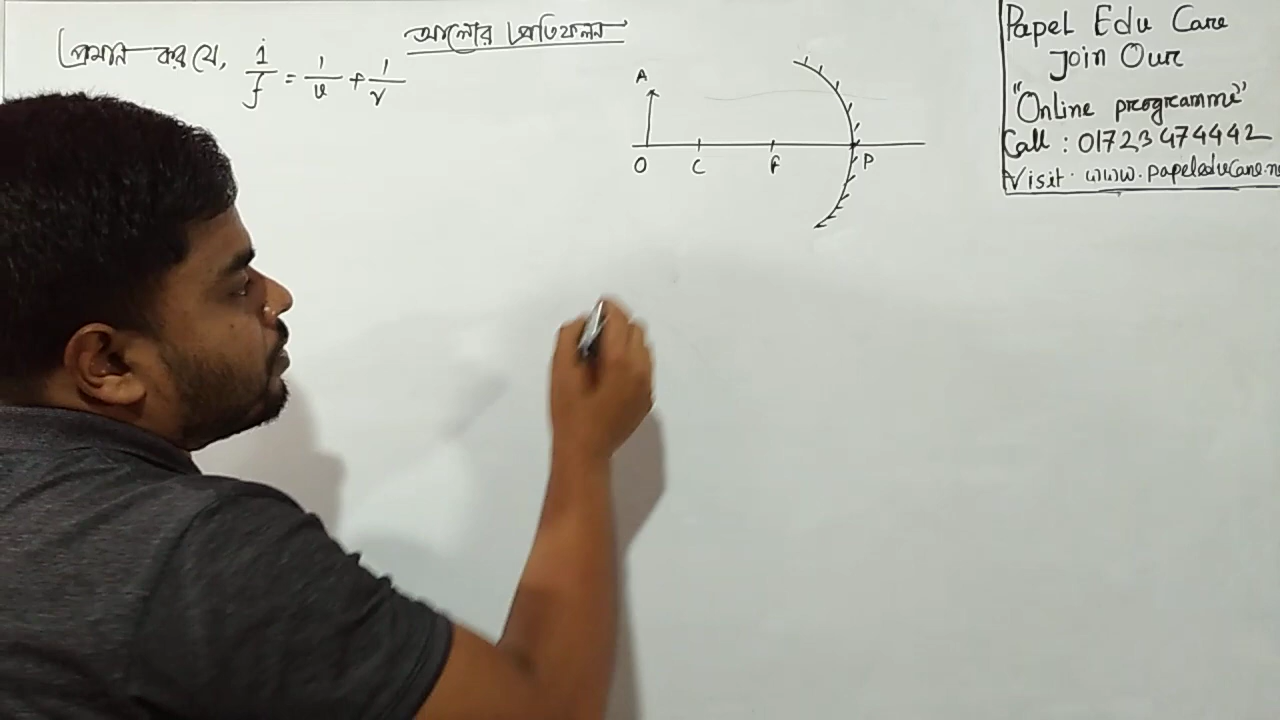 আলোর প্রতিফলন
প্রমান কর যে, 1/f = 1/u + 1/v
A
O C F P
Papel Edu Care
Join Our
"Online programme"
Call : 01723474442
Visit. www.papeleducare.ne